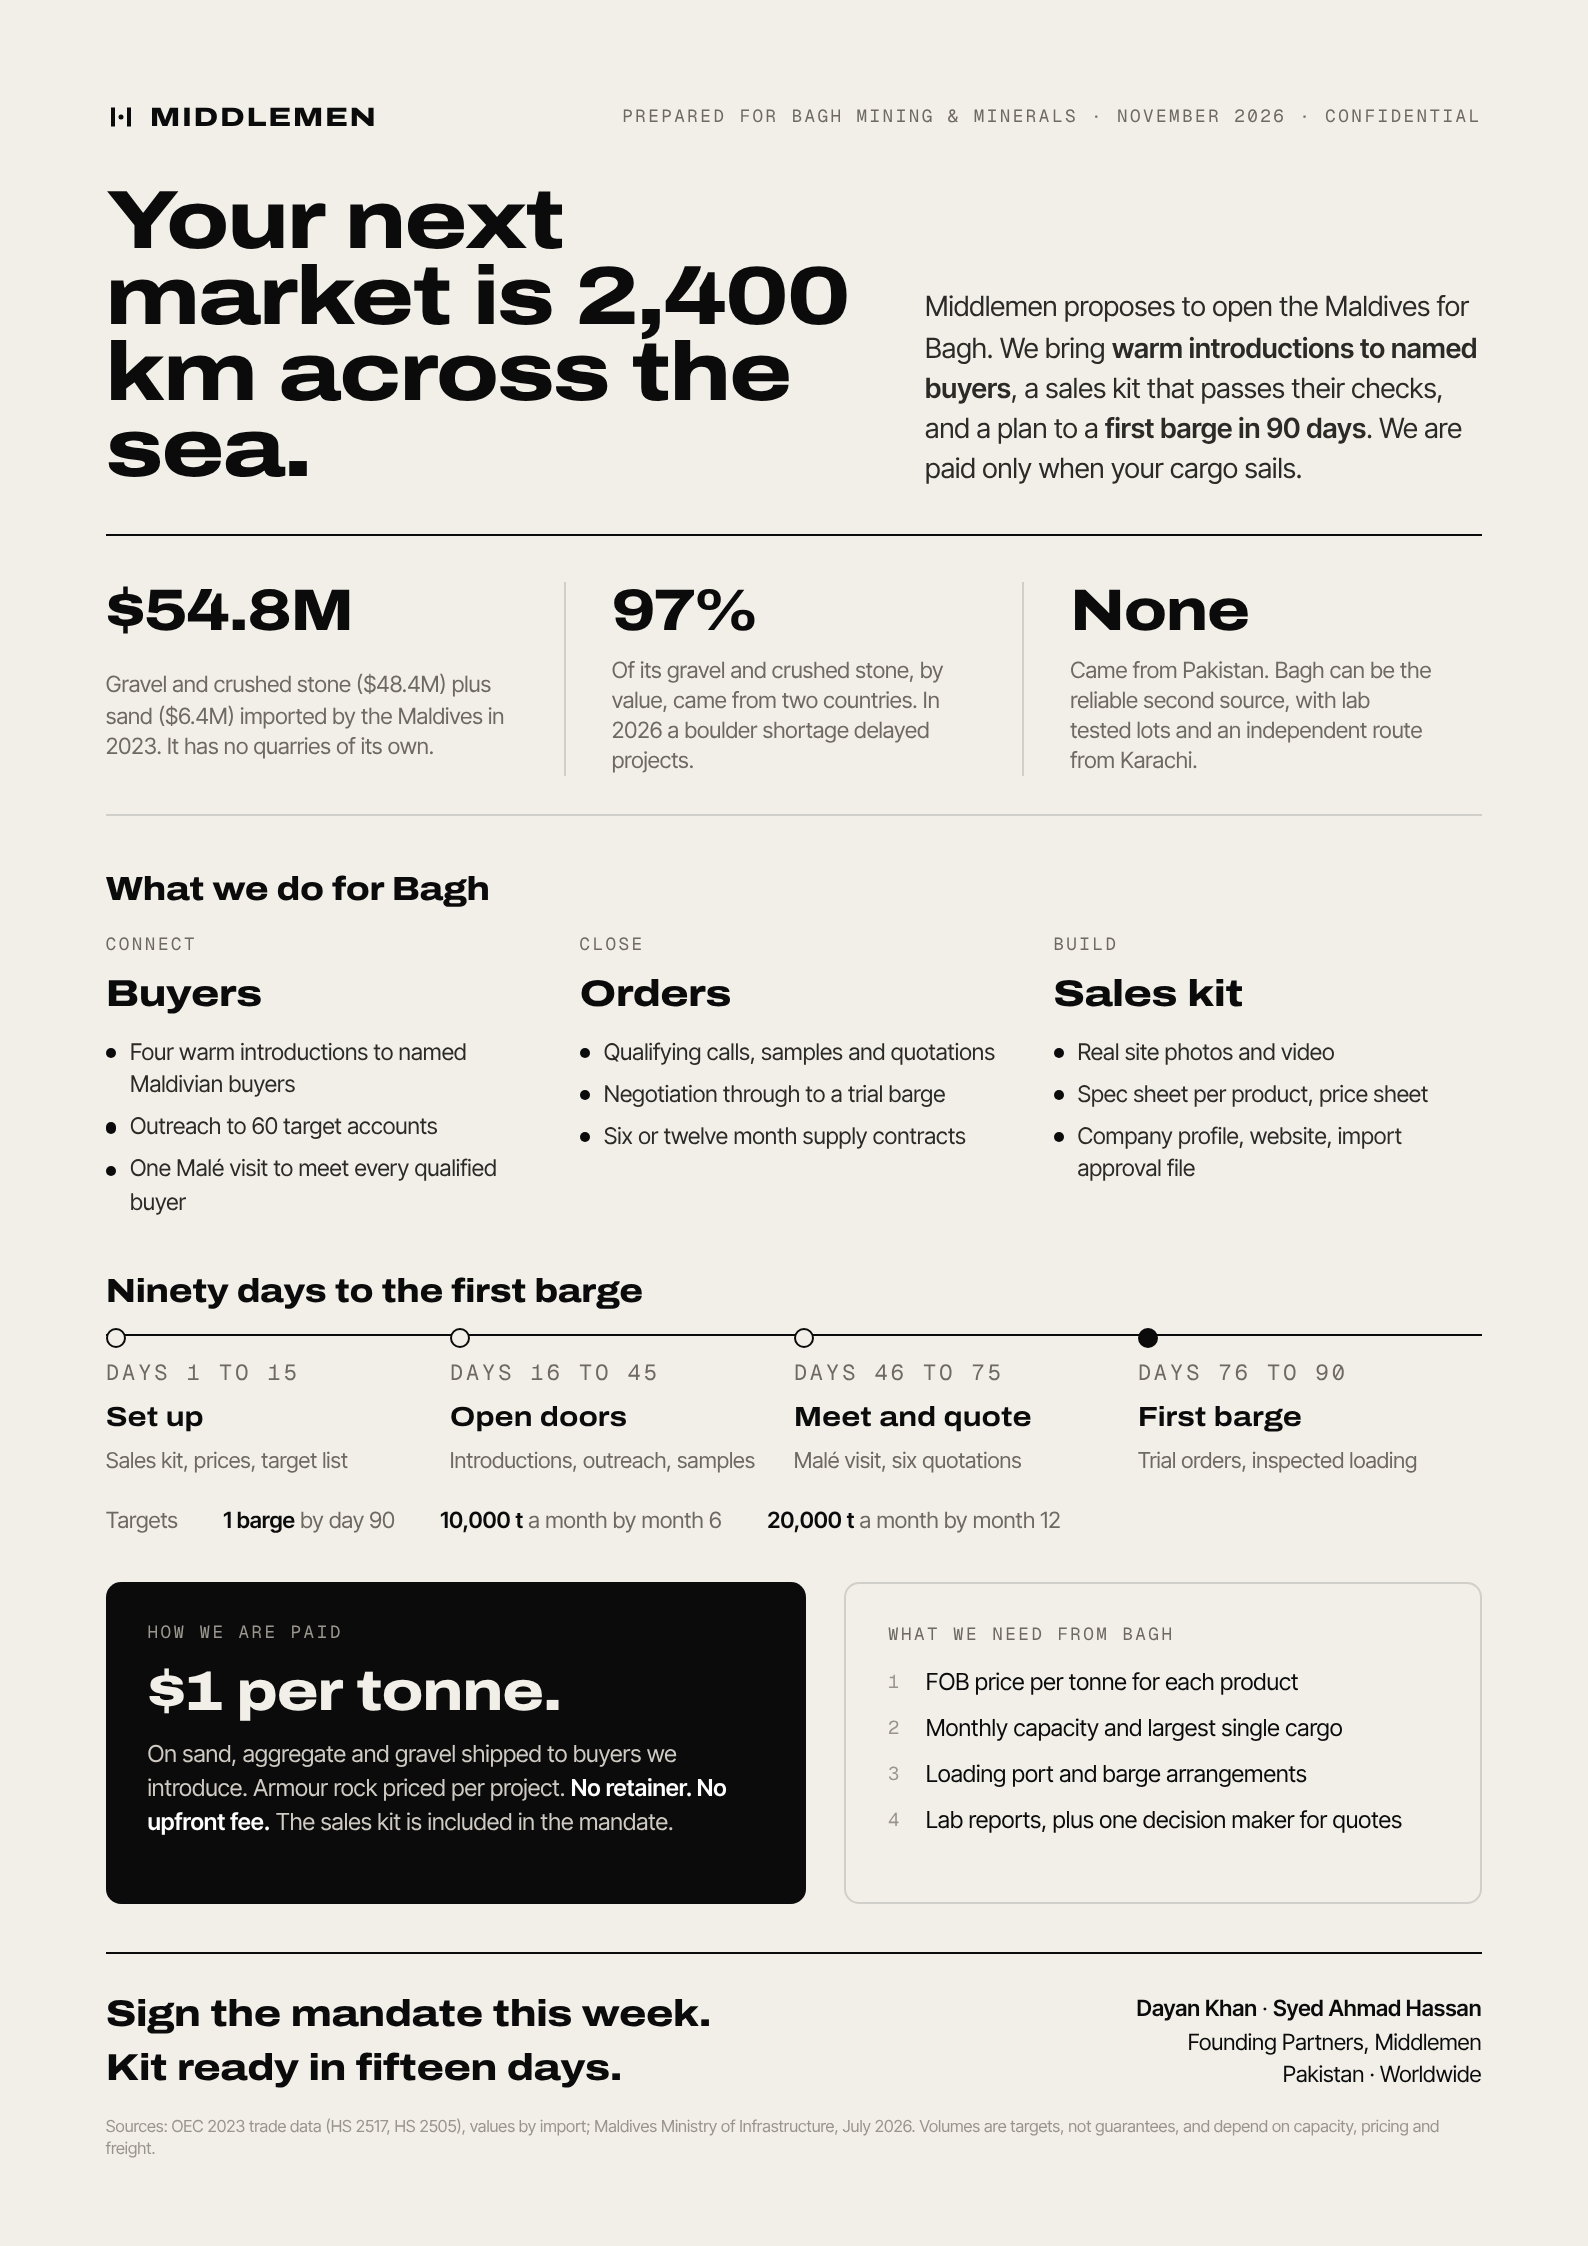 MIDDLEMEN
PREPARED FOR BAGH MINING & MINERALS · NOVEMBER 2026 · CONFIDENTIAL
Your next
market is 2,400
km across the
sea.
Middlemen proposes to open the Maldives for
Bagh. We bring warm introductions to named
buyers, a sales kit that passes their checks,
and a plan to a first barge in 90 days. We are
paid only when your cargo sails.
$54.8M
Gravel and crushed stone ($48.4M) plus
sand ($6.4M) imported by the Maldives in
2023. It has no quarries of its own.
97%
Of its gravel and crushed stone, by
value, came from two countries. In
2026 a boulder shortage delayed
projects.
None
Came from Pakistan. Bagh can be the
reliable second source, with lab
tested lots and an independent route
from Karachi.
What we do for Bagh
CONNECT
Buyers
• Four warm introductions to named
Maldivian buyers
• Outreach to 60 target accounts
• One Malé visit to meet every qualified
buyer
CLOSE
Orders
• Qualifying calls, samples and quotations
• Negotiation through to a trial barge
• Six or twelve month supply contracts
BUILD
Sales kit
• Real site photos and video
• Spec sheet per product, price sheet
• Company profile, website, import
approval file
Ninety days to the first barge
DAYS 1 TO 15
Set up
Sales kit, prices, target list
DAYS 16 TO 45
Open doors
Introductions, outreach, samples
DAYS 46 TO 75
Meet and quote
Malé visit, six quotations
DAYS 76 TO 90
First barge
Trial orders, inspected loading
Targets 1 barge by day 90 10,000 t a month by month 6 20,000 t a month by month 12
HOW WE ARE PAID
$1 per tonne.
On sand, aggregate and gravel shipped to buyers we
introduce. Armour rock priced per project. No retainer. No
upfront fee. The sales kit is included in the mandate.
WHAT WE NEED FROM BAGH
1 FOB price per tonne for each product
2 Monthly capacity and largest single cargo
3 Loading port and barge arrangements
4 Lab reports, plus one decision maker for quotes
Sign the mandate this week.
Kit ready in fifteen days.
Dayan Khan · Syed Ahmad Hassan
Founding Partners, Middlemen
Pakistan · Worldwide
Sources: OEC 2023 trade data (HS 2517, HS 2505), values by import; Maldives Ministry of Infrastructure, July 2026. Volumes are targets, not guarantees, and depend on capacity, pricing and
freight.